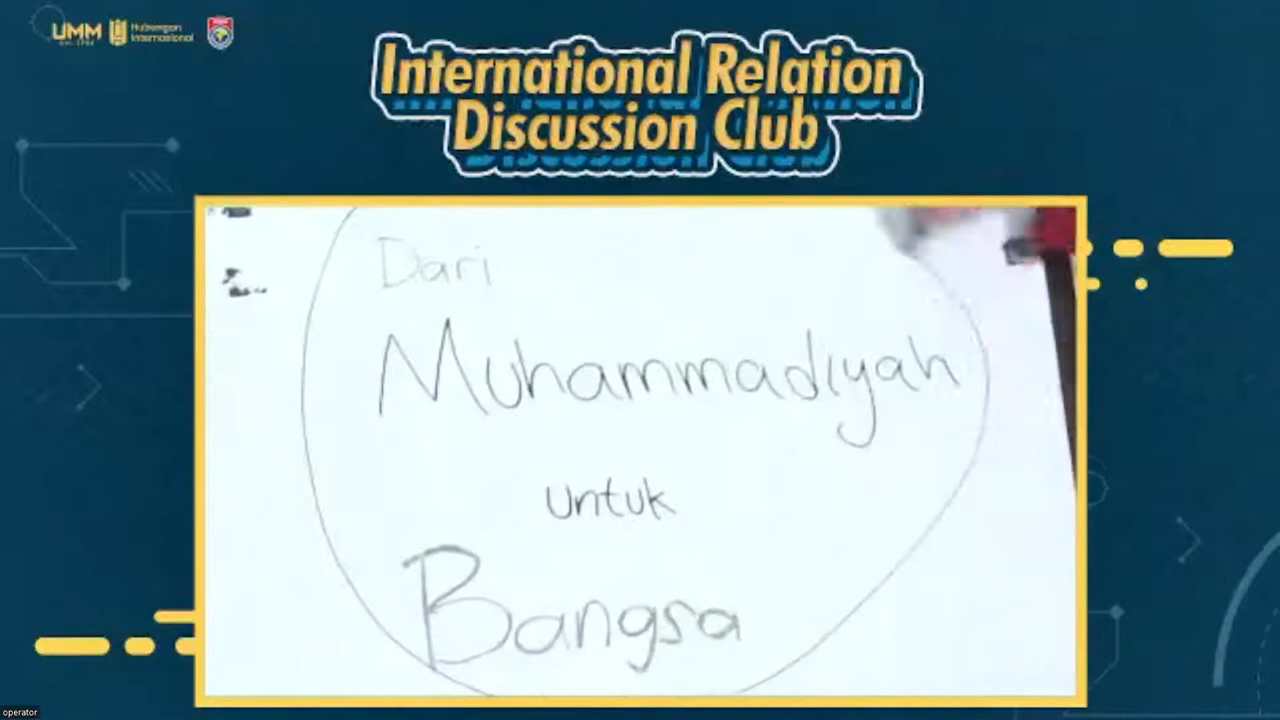 UMM
Hubungan
Internasional
International Relation
Discussion Club
Dari
Muhammadiyah
untuk
Bangsa
operator